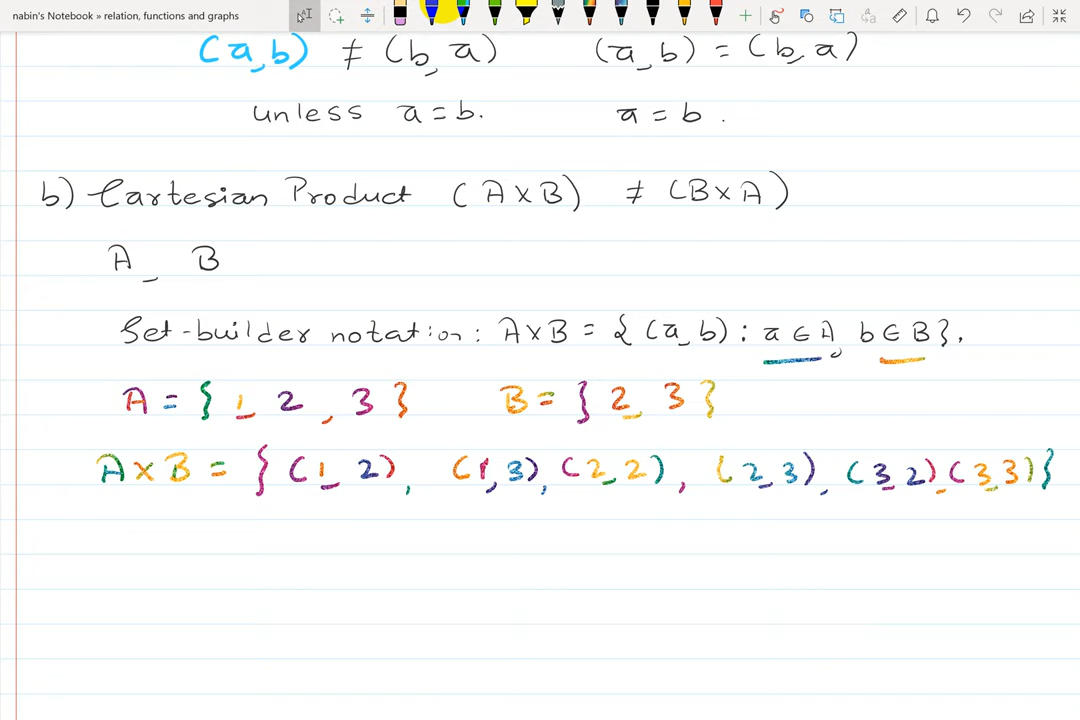 nabin's Notebook » relation, functions and graphs
(a, b) ≠ (b, a) (a, b) = (b, a)
unless a = b. a = b.
b) Cartesian Product (A×B) ≠ (B×A)
A, B
Set-builder notation: A×B = {(a, b) : a ∈ A, b ∈ B}.
A = {1, 2, 3} B = {2, 3}
A×B = {(1, 2), (1, 3), (2, 2), (2, 3), (3, 2), (3, 3)}